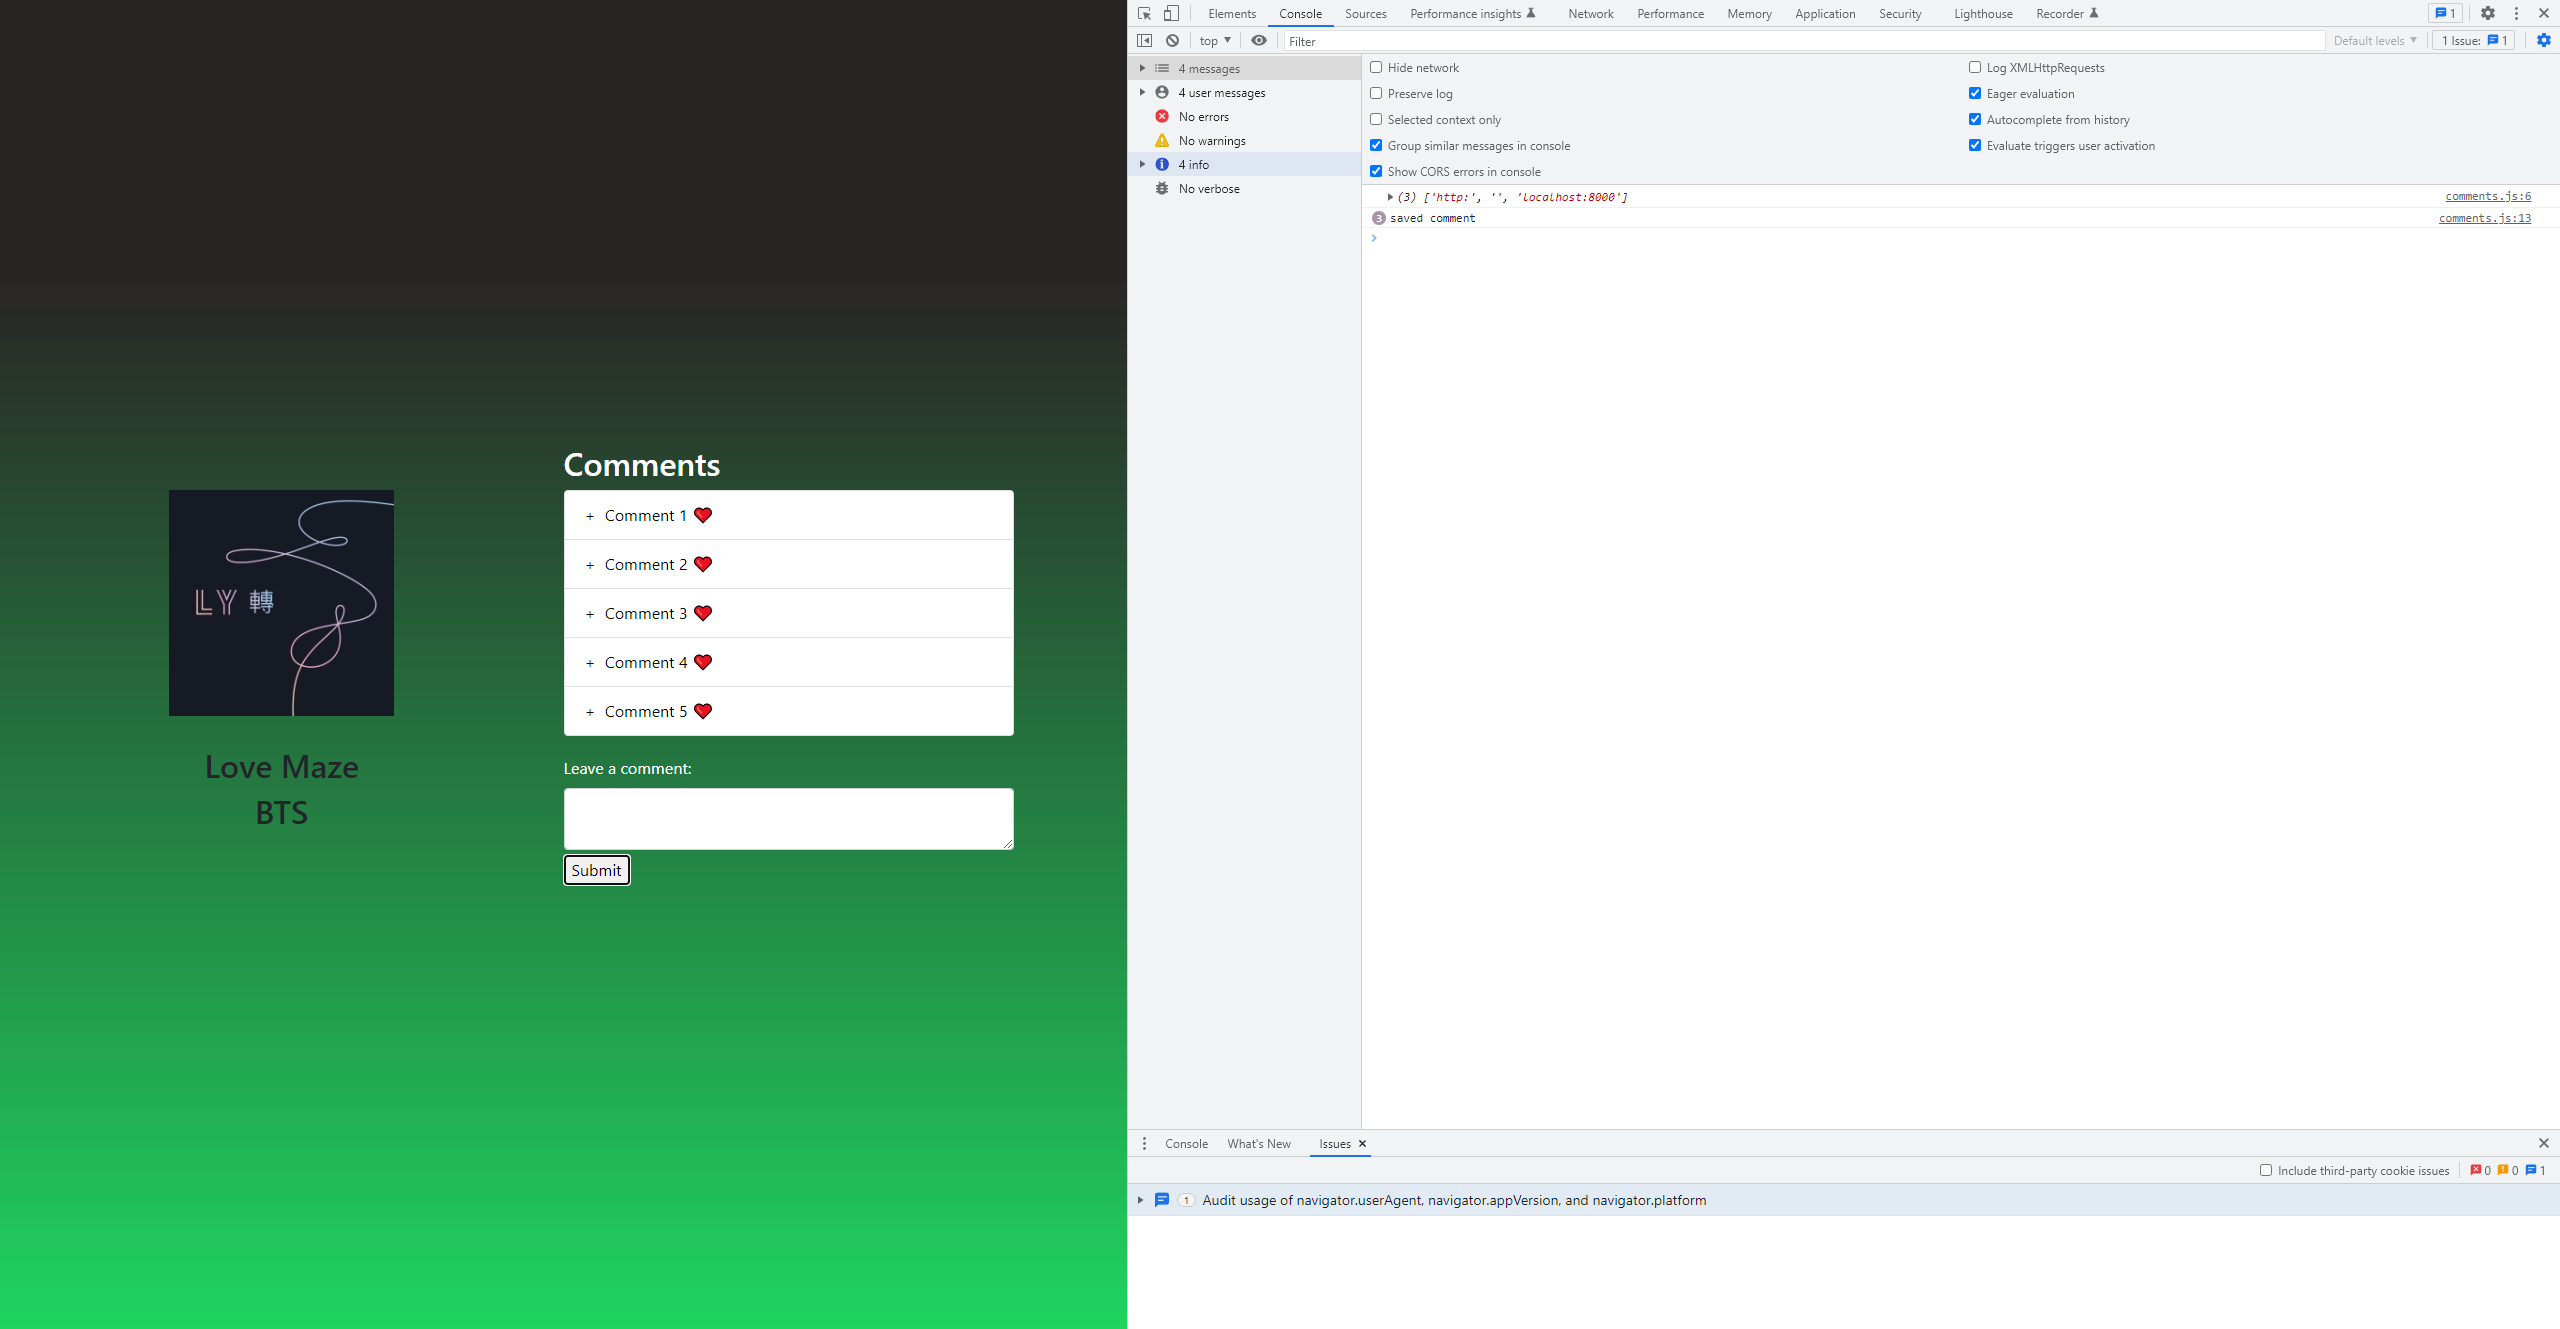 LY 轉
Love Maze
BTS
Comments
+ Comment 1 ❤️
+ Comment 2 ❤️
+ Comment 3 ❤️
+ Comment 4 ❤️
+ Comment 5 ❤️
Leave a comment:
Submit
Elements Console Sources Performance insights Network Performance Memory Application Security Lighthouse Recorder 1
top Filter Default levels 1 Issue: 1
4 messages
4 user messages
No errors
No warnings
4 info
No verbose
Hide network
Preserve log
Selected context only
Group similar messages in console
Show CORS errors in console
Log XMLHttpRequests
Eager evaluation
Autocomplete from history
Evaluate triggers user activation
(3) ['http:', '', 'localhost:8000'] comments.js:6
3 saved comment comments.js:13
>
Console What's New Issues
Include third-party cookie issues 0 0 1
1 Audit usage of navigator.userAgent, navigator.appVersion, and navigator.platform